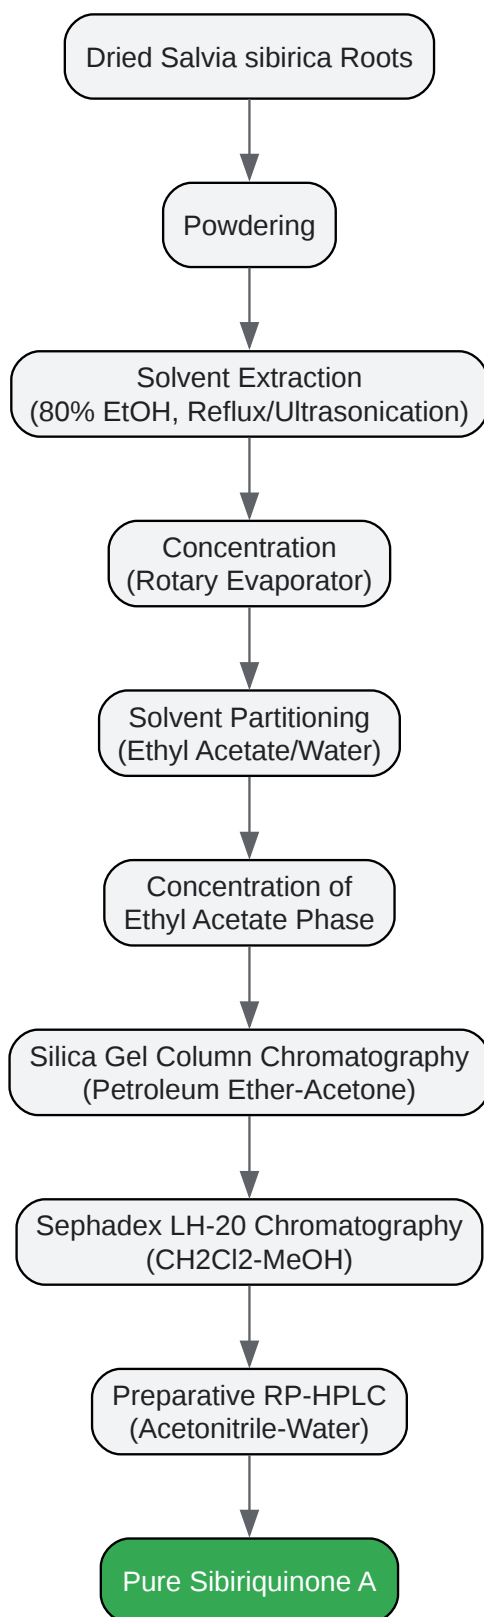 Dried Salvia sibirica Roots
Powdering
Solvent Extraction
(80% EtOH, Reflux/Ultrasonication)
Concentration
(Rotary Evaporator)
Solvent Partitioning
(Ethyl Acetate/Water)
Concentration of
Ethyl Acetate Phase
Silica Gel Column Chromatography
(Petroleum Ether-Acetone)
Sephadex LH-20 Chromatography
(CH2Cl2-MeOH)
Preparative RP-HPLC
(Acetonitrile-Water)
Pure Sibiriquinone A